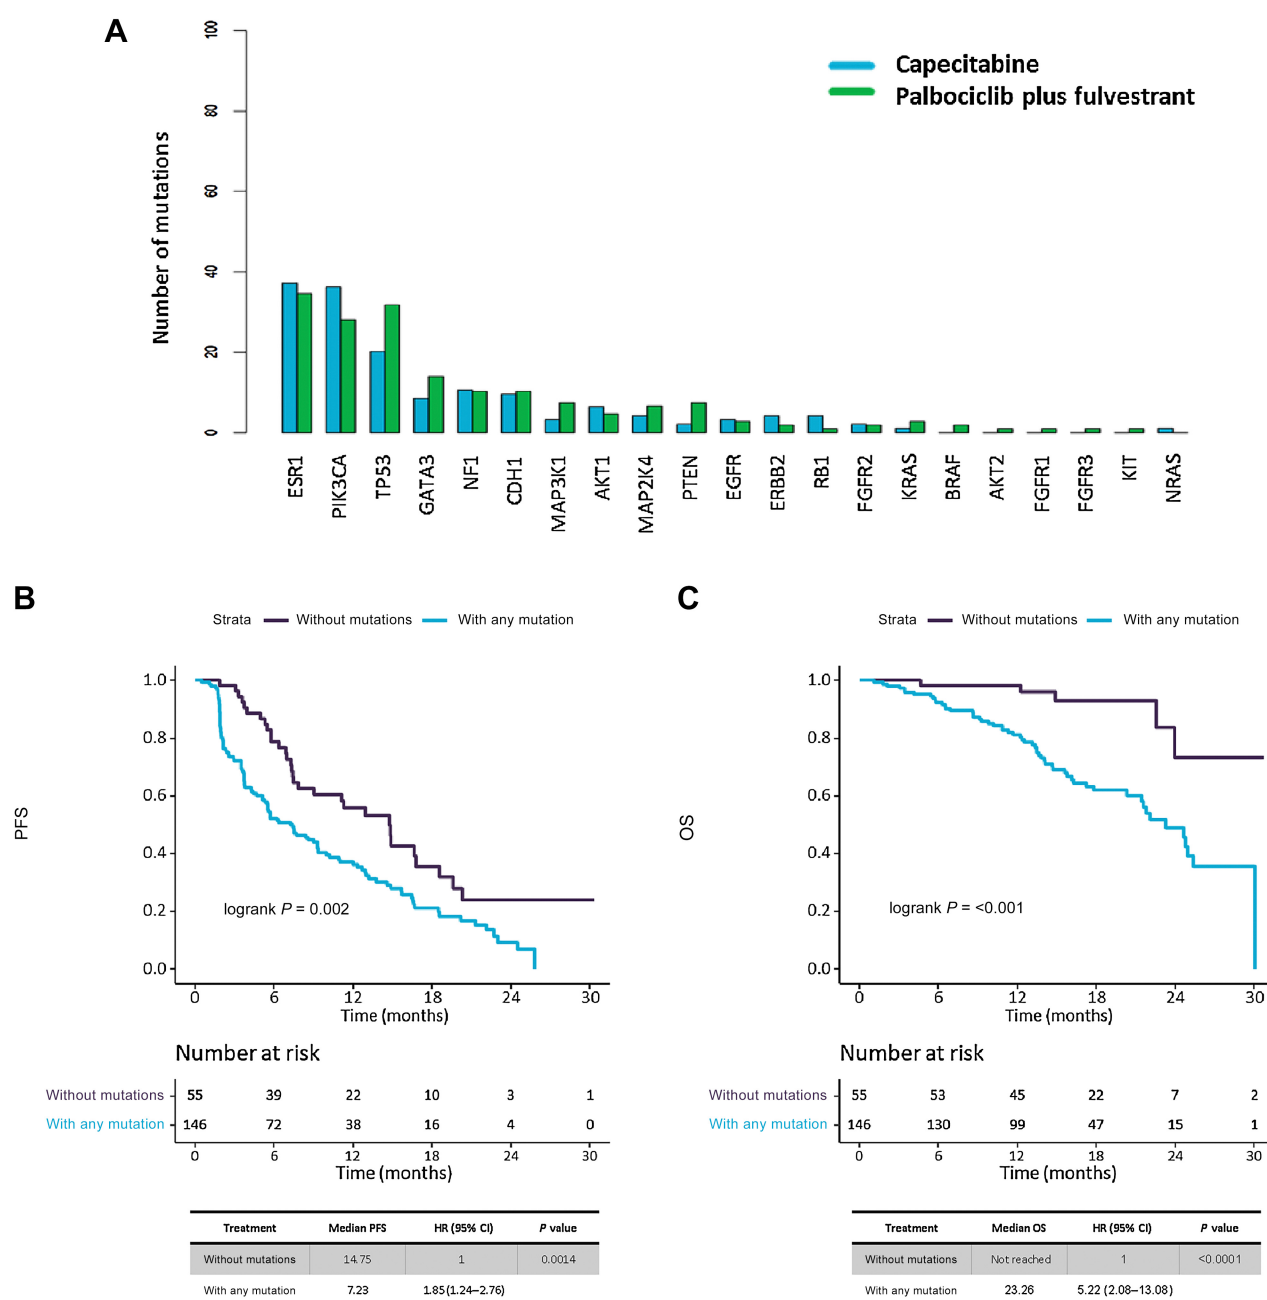 A
Number of mutations
100
80
60
40
20
0
Capecitabine
Palbociclib plus fulvestrant
ESR1
PIK3CA
TP53
GATA3
NF1
CDH1
MAP3K1
AKT1
MAP2K4
PTEN
EGFR
ERBB2
RB1
FGFR2
KRAS
BRAF
AKT2
FGFR1
FGFR3
KIT
NRAS
B
Strata Without mutations With any mutation
PFS
1.0
0.8
0.6
0.4
0.2
0.0
logrank P = 0.002
0 6 12 18 24 30
Time (months)
Number at risk
Without mutations 55 39 22 10 3 1
With any mutation 146 72 38 16 4 0
0 6 12 18 24 30
Time (months)
Treatment Median PFS HR (95% CI) P value
Without mutations 14.75 1 0.0014
With any mutation 7.23 1.85(1.24–2.76)
C
Strata Without mutations With any mutation
OS
1.0
0.8
0.6
0.4
0.2
0.0
logrank P = <0.001
0 6 12 18 24 30
Time (months)
Number at risk
Without mutations 55 53 45 22 7 2
With any mutation 146 130 99 47 15 1
0 6 12 18 24 30
Time (months)
Treatment Median OS HR (95% CI) P value
Without mutations Not reached 1 <0.0001
With any mutation 23.26 5.22 (2.08–13.08)